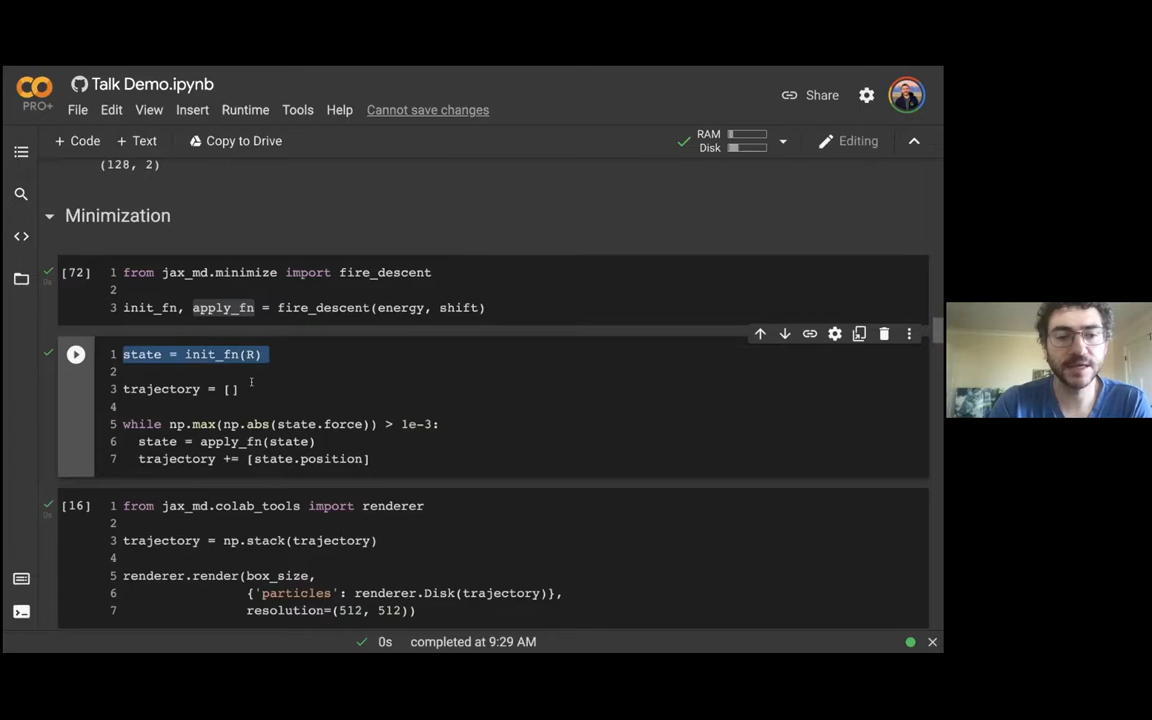 Talk Demo.ipynb
PRO+
File Edit View Insert Runtime Tools Help Cannot save changes
Share
+ Code + Text Copy to Drive
RAM
Disk
Editing
(128, 2)
Minimization
[72]
1 from jax_md.minimize import fire_descent
2
3 init_fn, apply_fn = fire_descent(energy, shift)
0s
1 state = init_fn(R)
2
3 trajectory = []
4
5 while np.max(np.abs(state.force)) > 1e-3:
6 state = apply_fn(state)
7 trajectory += [state.position]
[16]
1 from jax_md.colab_tools import renderer
2
3 trajectory = np.stack(trajectory)
4
5 renderer.render(box_size,
6 {'particles': renderer.Disk(trajectory)},
7 resolution=(512, 512))
0s
0s completed at 9:29 AM